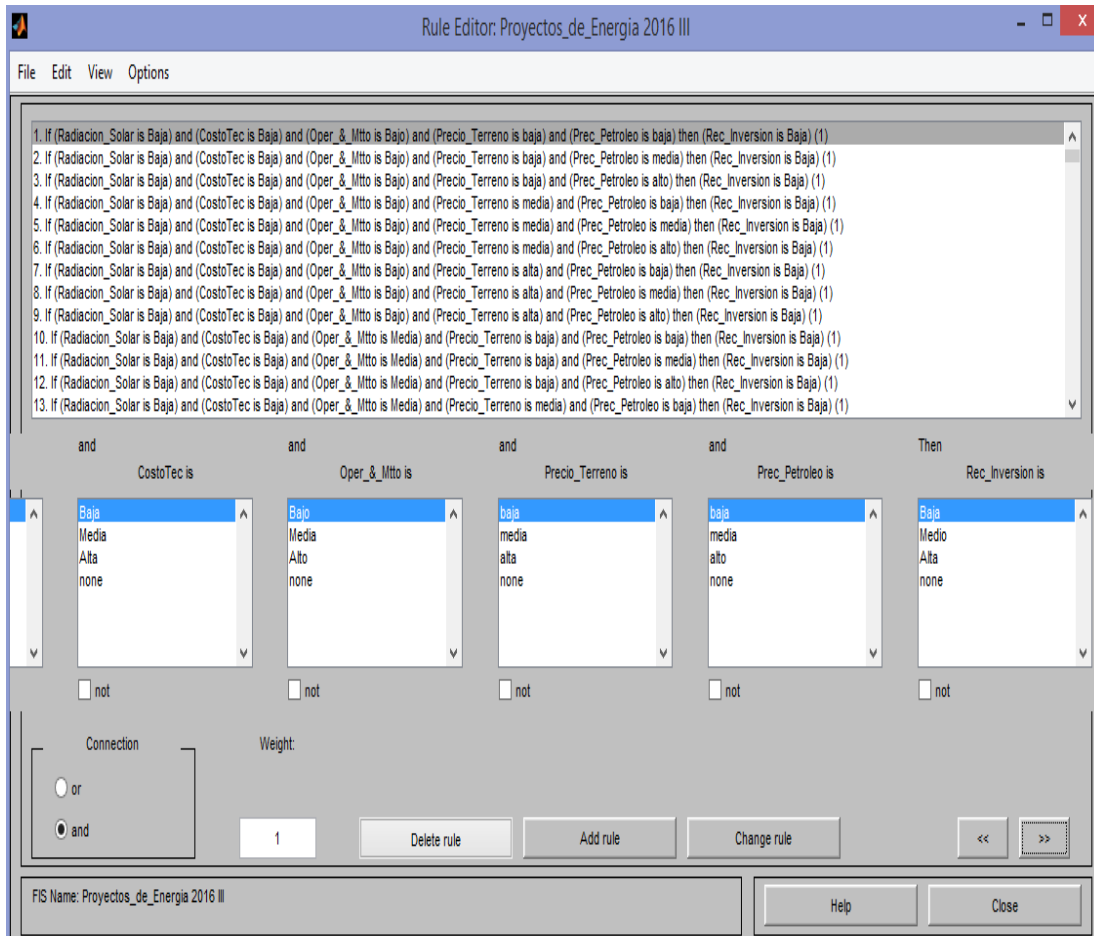 Rule Editor: Proyectos_de_Energia 2016 III
File Edit View Options
1. If (Radiacion_Solar is Baja) and (CostoTec is Baja) and (Oper_&_Mtto is Bajo) and (Precio_Terreno is baja) and (Prec_Petroleo is baja) then (Rec_Inversion is Baja) (1)
2. If (Radiacion_Solar is Baja) and (CostoTec is Baja) and (Oper_&_Mtto is Bajo) and (Precio_Terreno is baja) and (Prec_Petroleo is media) then (Rec_Inversion is Baja) (1)
3. If (Radiacion_Solar is Baja) and (CostoTec is Baja) and (Oper_&_Mtto is Bajo) and (Precio_Terreno is baja) and (Prec_Petroleo is alto) then (Rec_Inversion is Baja) (1)
4. If (Radiacion_Solar is Baja) and (CostoTec is Baja) and (Oper_&_Mtto is Bajo) and (Precio_Terreno is media) and (Prec_Petroleo is baja) then (Rec_Inversion is Baja) (1)
5. If (Radiacion_Solar is Baja) and (CostoTec is Baja) and (Oper_&_Mtto is Bajo) and (Precio_Terreno is media) and (Prec_Petroleo is media) then (Rec_Inversion is Baja) (1)
6. If (Radiacion_Solar is Baja) and (CostoTec is Baja) and (Oper_&_Mtto is Bajo) and (Precio_Terreno is media) and (Prec_Petroleo is alto) then (Rec_Inversion is Baja) (1)
7. If (Radiacion_Solar is Baja) and (CostoTec is Baja) and (Oper_&_Mtto is Bajo) and (Precio_Terreno is alta) and (Prec_Petroleo is baja) then (Rec_Inversion is Baja) (1)
8. If (Radiacion_Solar is Baja) and (CostoTec is Baja) and (Oper_&_Mtto is Bajo) and (Precio_Terreno is alta) and (Prec_Petroleo is media) then (Rec_Inversion is Baja) (1)
9. If (Radiacion_Solar is Baja) and (CostoTec is Baja) and (Oper_&_Mtto is Bajo) and (Precio_Terreno is alta) and (Prec_Petroleo is alto) then (Rec_Inversion is Baja) (1)
10. If (Radiacion_Solar is Baja) and (CostoTec is Baja) and (Oper_&_Mtto is Media) and (Precio_Terreno is baja) and (Prec_Petroleo is baja) then (Rec_Inversion is Baja) (1)
11. If (Radiacion_Solar is Baja) and (CostoTec is Baja) and (Oper_&_Mtto is Media) and (Precio_Terreno is baja) and (Prec_Petroleo is media) then (Rec_Inversion is Baja) (1)
12. If (Radiacion_Solar is Baja) and (CostoTec is Baja) and (Oper_&_Mtto is Media) and (Precio_Terreno is baja) and (Prec_Petroleo is alto) then (Rec_Inversion is Baja) (1)
13. If (Radiacion_Solar is Baja) and (CostoTec is Baja) and (Oper_&_Mtto is Media) and (Precio_Terreno is media) and (Prec_Petroleo is baja) then (Rec_Inversion is Baja) (1)
and and and and Then
CostoTec is Oper_&_Mtto is Precio_Terreno is Prec_Petroleo is Rec_Inversion is
Baja Bajo baja baja Baja
Media Media media media Medio
Alta Alto alta alto Alta
none none none none none
not not not not not
Connection Weight:
or
and
1 Delete rule Add rule Change rule << >>
FIS Name: Proyectos_de_Energia 2016 III Help Close